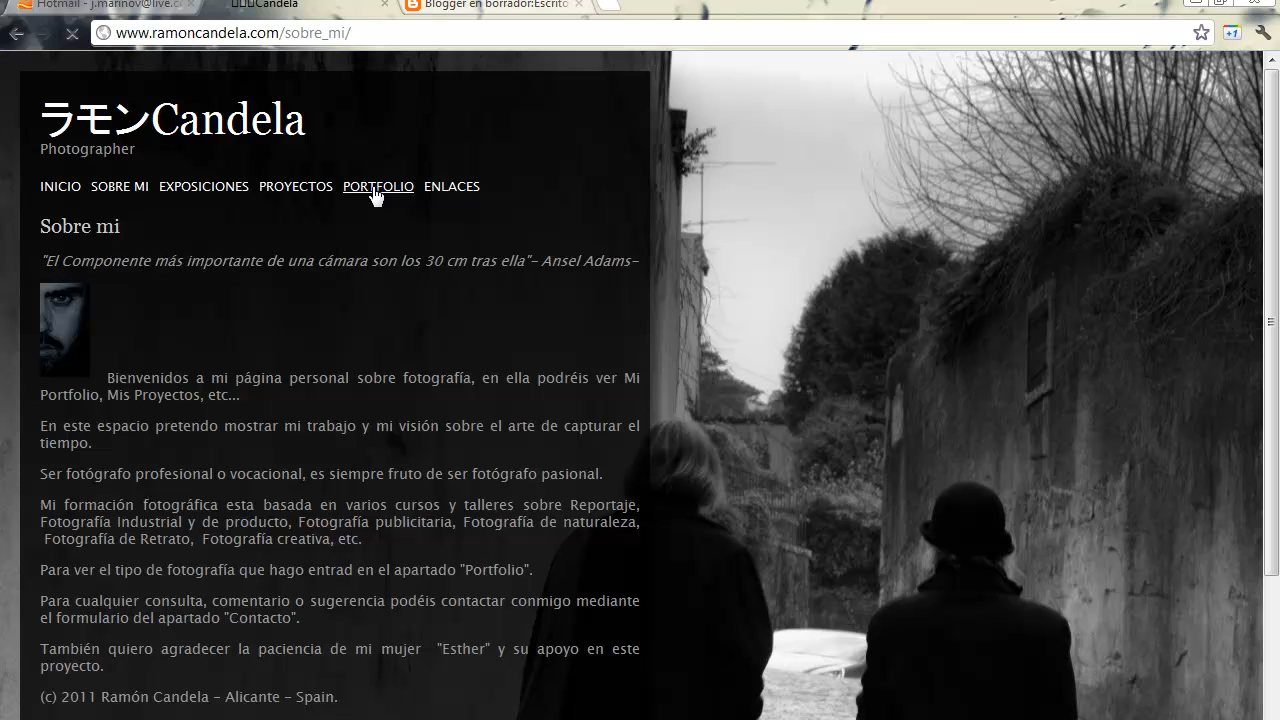 Hotmail - j.marinov@live.c
Candela
Blogger en borrador:Escrito
www.ramoncandela.com/sobre_mi/
+1
ラモンCandela
Photographer
INICIO SOBRE MI EXPOSICIONES PROYECTOS PORTFOLIO ENLACES
Sobre mi
"El Componente más importante de una cámara son los 30 cm tras ella"- Ansel Adams-
Bienvenidos a mi página personal sobre fotografía, en ella podréis ver Mi
Portfolio, Mis Proyectos, etc...
En este espacio pretendo mostrar mi trabajo y mi visión sobre el arte de capturar el
tiempo.
Ser fotógrafo profesional o vocacional, es siempre fruto de ser fotógrafo pasional.
Mi formación fotográfica esta basada en varios cursos y talleres sobre Reportaje,
Fotografía Industrial y de producto, Fotografía publicitaria, Fotografía de naturaleza,
Fotografía de Retrato, Fotografía creativa, etc.
Para ver el tipo de fotografía que hago entrad en el apartado "Portfolio".
Para cualquier consulta, comentario o sugerencia podéis contactar conmigo mediante
el formulario del apartado "Contacto".
También quiero agradecer la paciencia de mi mujer "Esther" y su apoyo en este
proyecto.
(c) 2011 Ramón Candela - Alicante - Spain.